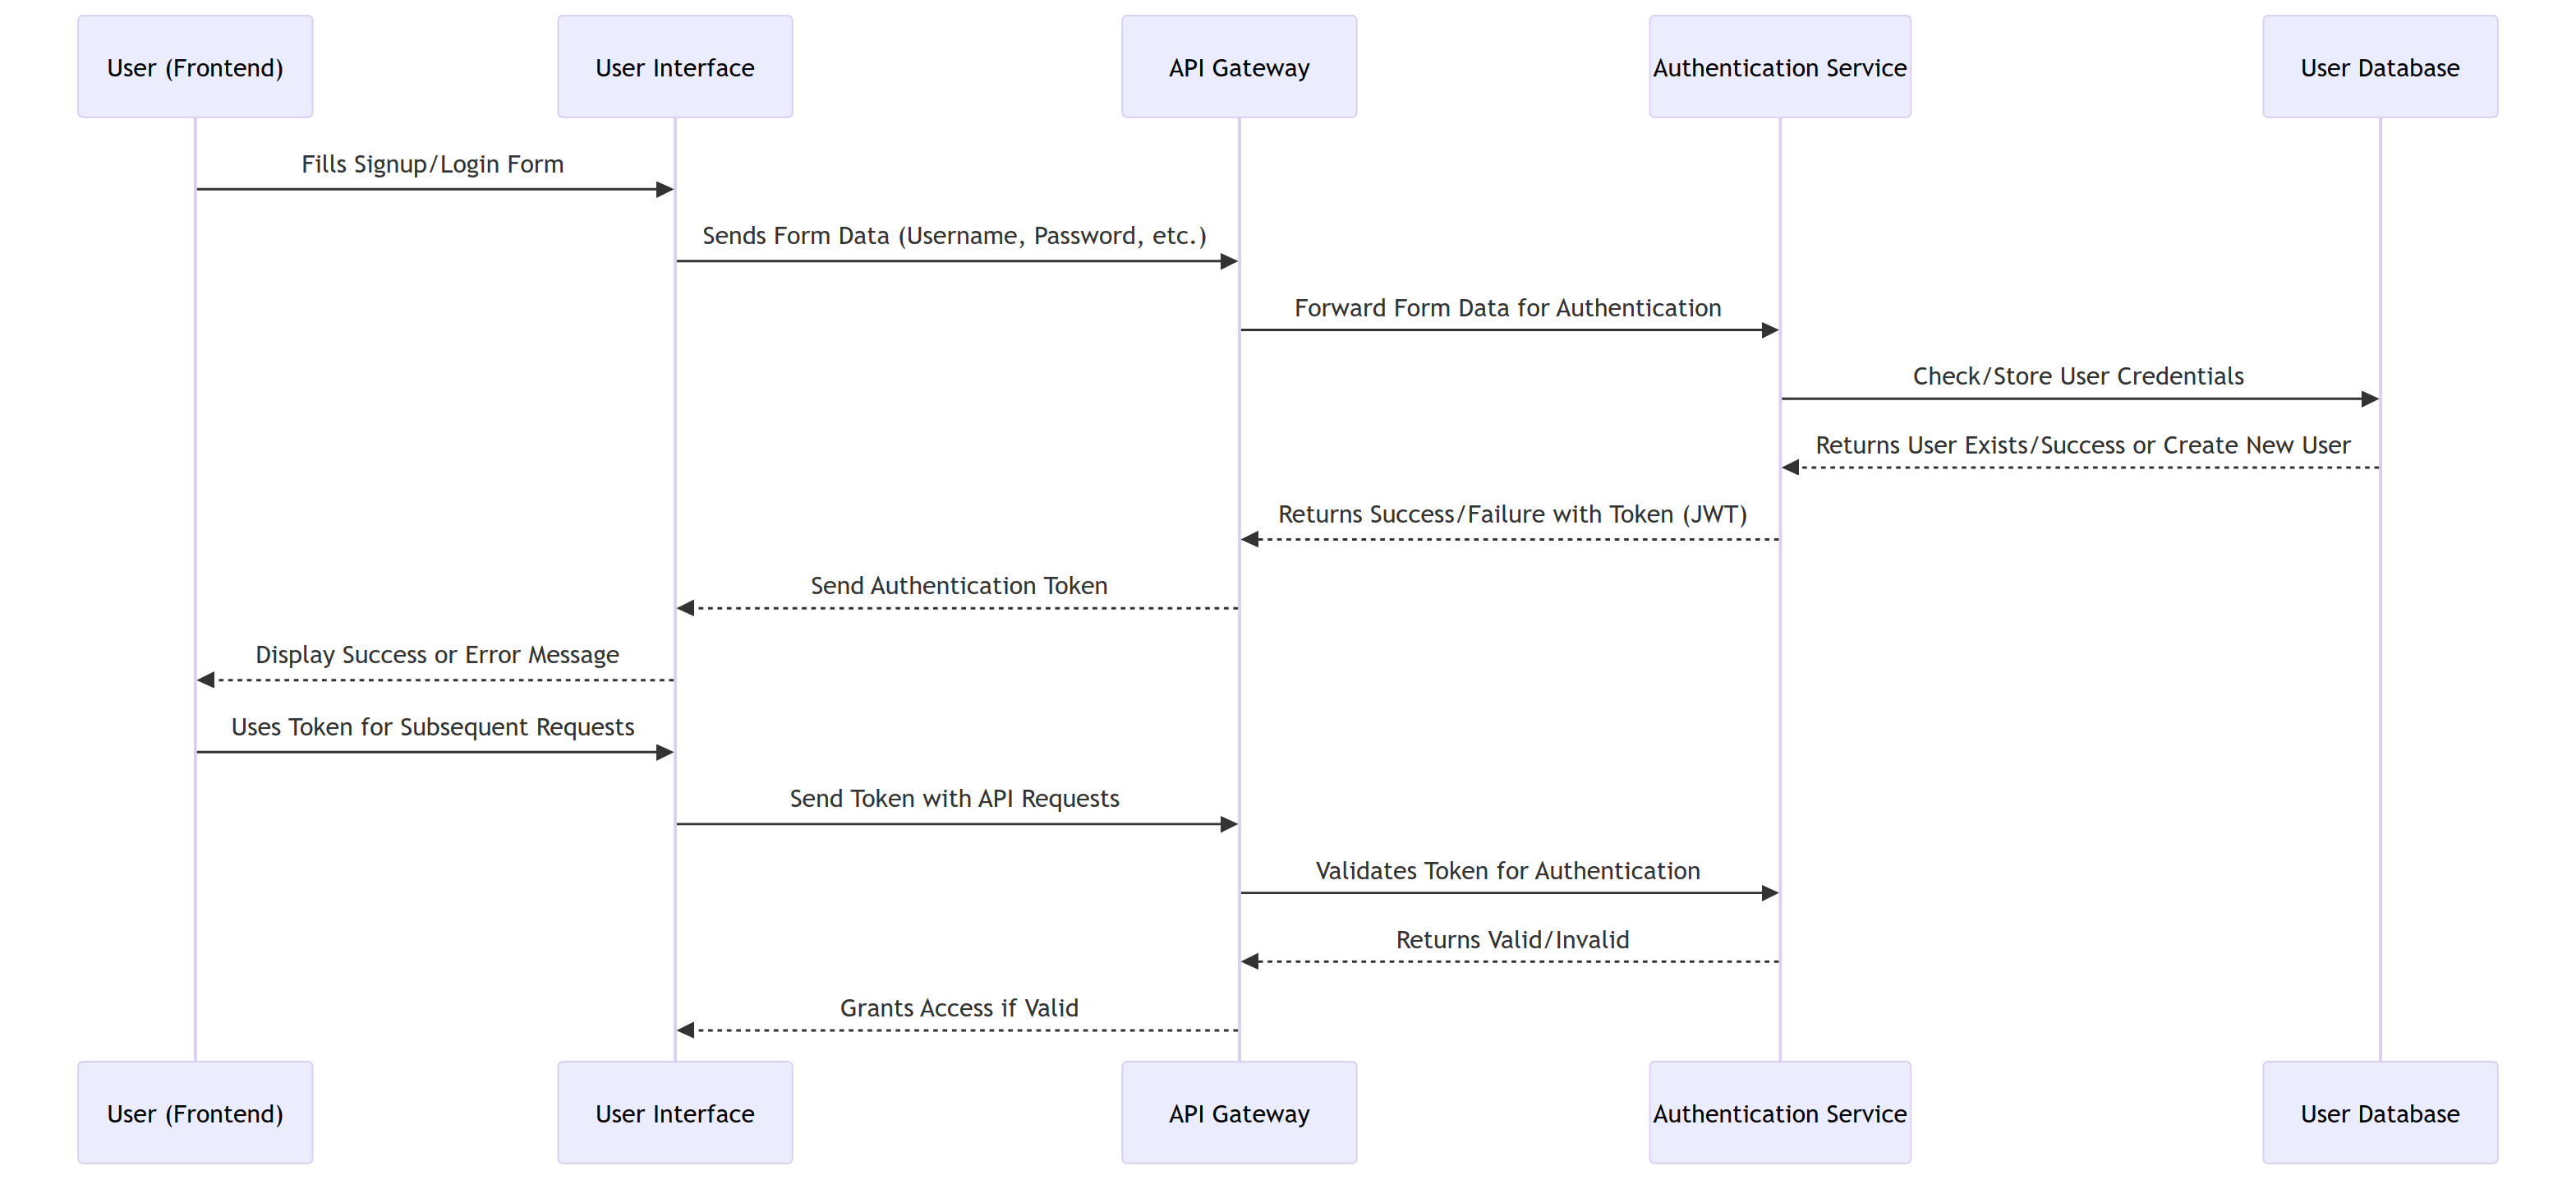 User (Frontend)
User Interface
API Gateway
Authentication Service
User Database
Fills Signup/Login Form
Sends Form Data (Username, Password, etc.)
Forward Form Data for Authentication
Check/Store User Credentials
Returns User Exists/Success or Create New User
Returns Success/Failure with Token (JWT)
Send Authentication Token
Display Success or Error Message
Uses Token for Subsequent Requests
Send Token with API Requests
Validates Token for Authentication
Returns Valid/Invalid
Grants Access if Valid
User (Frontend)
User Interface
API Gateway
Authentication Service
User Database